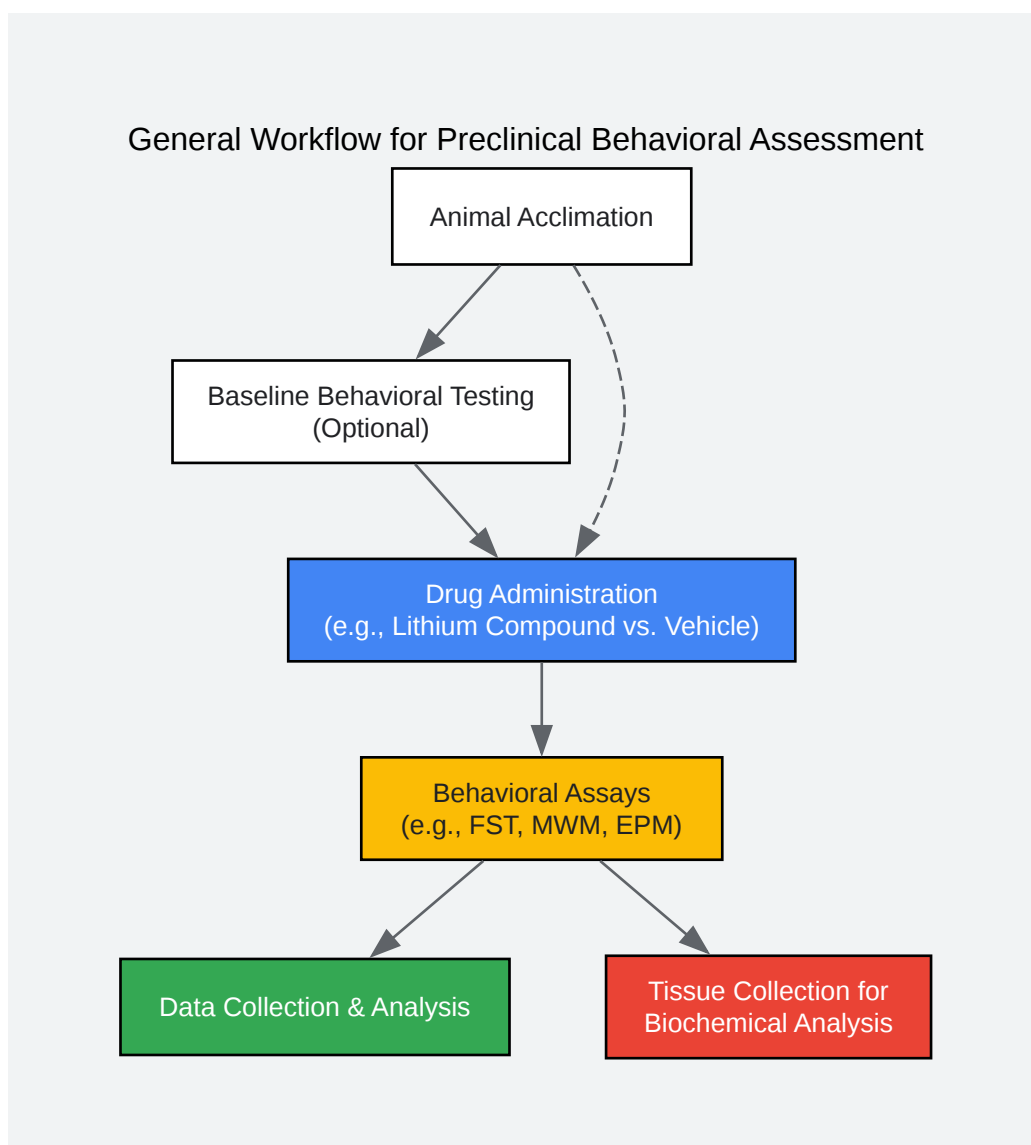 General Workflow for Preclinical Behavioral Assessment
Animal Acclimation
Baseline Behavioral Testing
(Optional)
Drug Administration
(e.g., Lithium Compound vs. Vehicle)
Behavioral Assays
(e.g., FST, MWM, EPM)
Data Collection & Analysis
Tissue Collection for
Biochemical Analysis